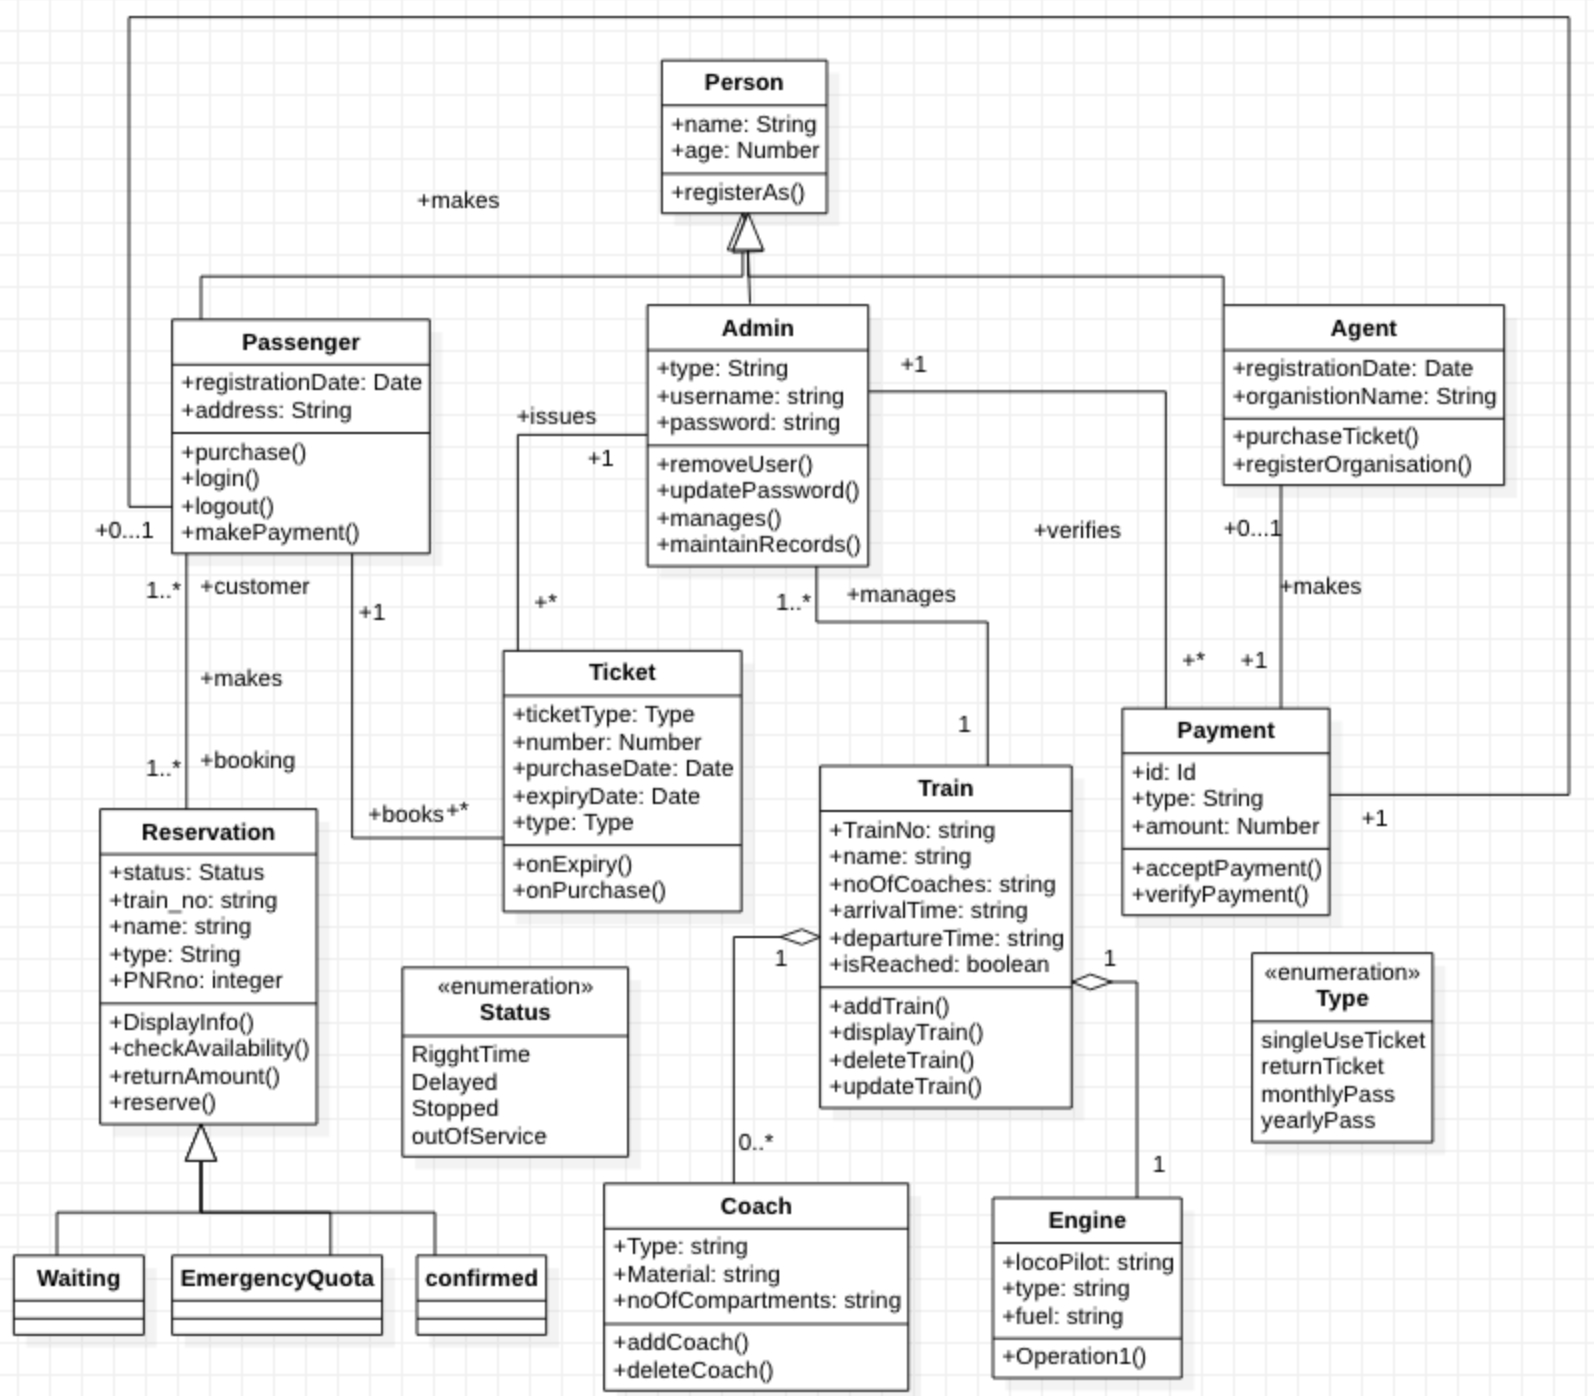 Person
+name: String
+age: Number
+registerAs()
+makes
Passenger
+registrationDate: Date
+address: String
+purchase()
+login()
+logout()
+makePayment()
+0...1
Admin
+type: String
+username: string
+password: string
+removeUser()
+updatePassword()
+manages()
+maintainRecords()
+1
Agent
+registrationDate: Date
+organistionName: String
+purchaseTicket()
+registerOrganisation()
+issues
+1
+*
+verifies
+0...1
+makes
+*
+1
1..*
+customer
+1
+makes
1..*
+booking
+books
+*
1..*
+manages
1
Ticket
+ticketType: Type
+number: Number
+purchaseDate: Date
+expiryDate: Date
+type: Type
+onExpiry()
+onPurchase()
Payment
+id: Id
+type: String
+amount: Number
+acceptPayment()
+verifyPayment()
+1
Train
+TrainNo: string
+name: string
+noOfCoaches: string
+arrivalTime: string
+departureTime: string
+isReached: boolean
+addTrain()
+displayTrain()
+deleteTrain()
+updateTrain()
1
1
Reservation
+status: Status
+train_no: string
+name: string
+type: String
+PNRno: integer
+DisplayInfo()
+checkAvailability()
+returnAmount()
+reserve()
«enumeration»
Status
RigghtTime
Delayed
Stopped
outOfService
«enumeration»
Type
singleUseTicket
returnTicket
monthlyPass
yearlyPass
0..*
1
Waiting
EmergencyQuota
confirmed
Coach
+Type: string
+Material: string
+noOfCompartments: string
+addCoach()
+deleteCoach()
Engine
+locoPilot: string
+type: string
+fuel: string
+Operation1()